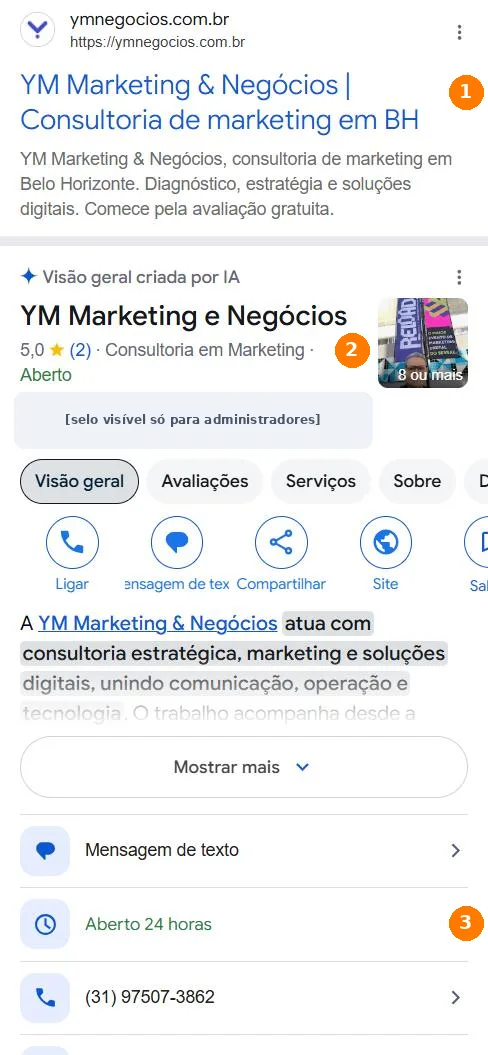 ymnegocios.com.br
https://ymnegocios.com.br
YM Marketing & Negócios |
Consultoria de marketing em BH
1
YM Marketing & Negócios, consultoria de marketing em
Belo Horizonte. Diagnóstico, estratégia e soluções
digitais. Comece pela avaliação gratuita.
Visão geral criada por IA
YM Marketing e Negócios
5,0 (2) · Consultoria em Marketing ·
2
Aberto
8 ou mais
[selo visível só para administradores]
Visão geral
Avaliações
Serviços
Sobre
D
Ligar
ensagem de tex
Compartilhar
Site
Sal
A YM Marketing & Negócios atua com
consultoria estratégica, marketing e soluções
digitais, unindo comunicação, operação e
tecnologia. O trabalho acompanha desde a
Mostrar mais
Mensagem de texto
Aberto 24 horas
3
(31) 97507-3862